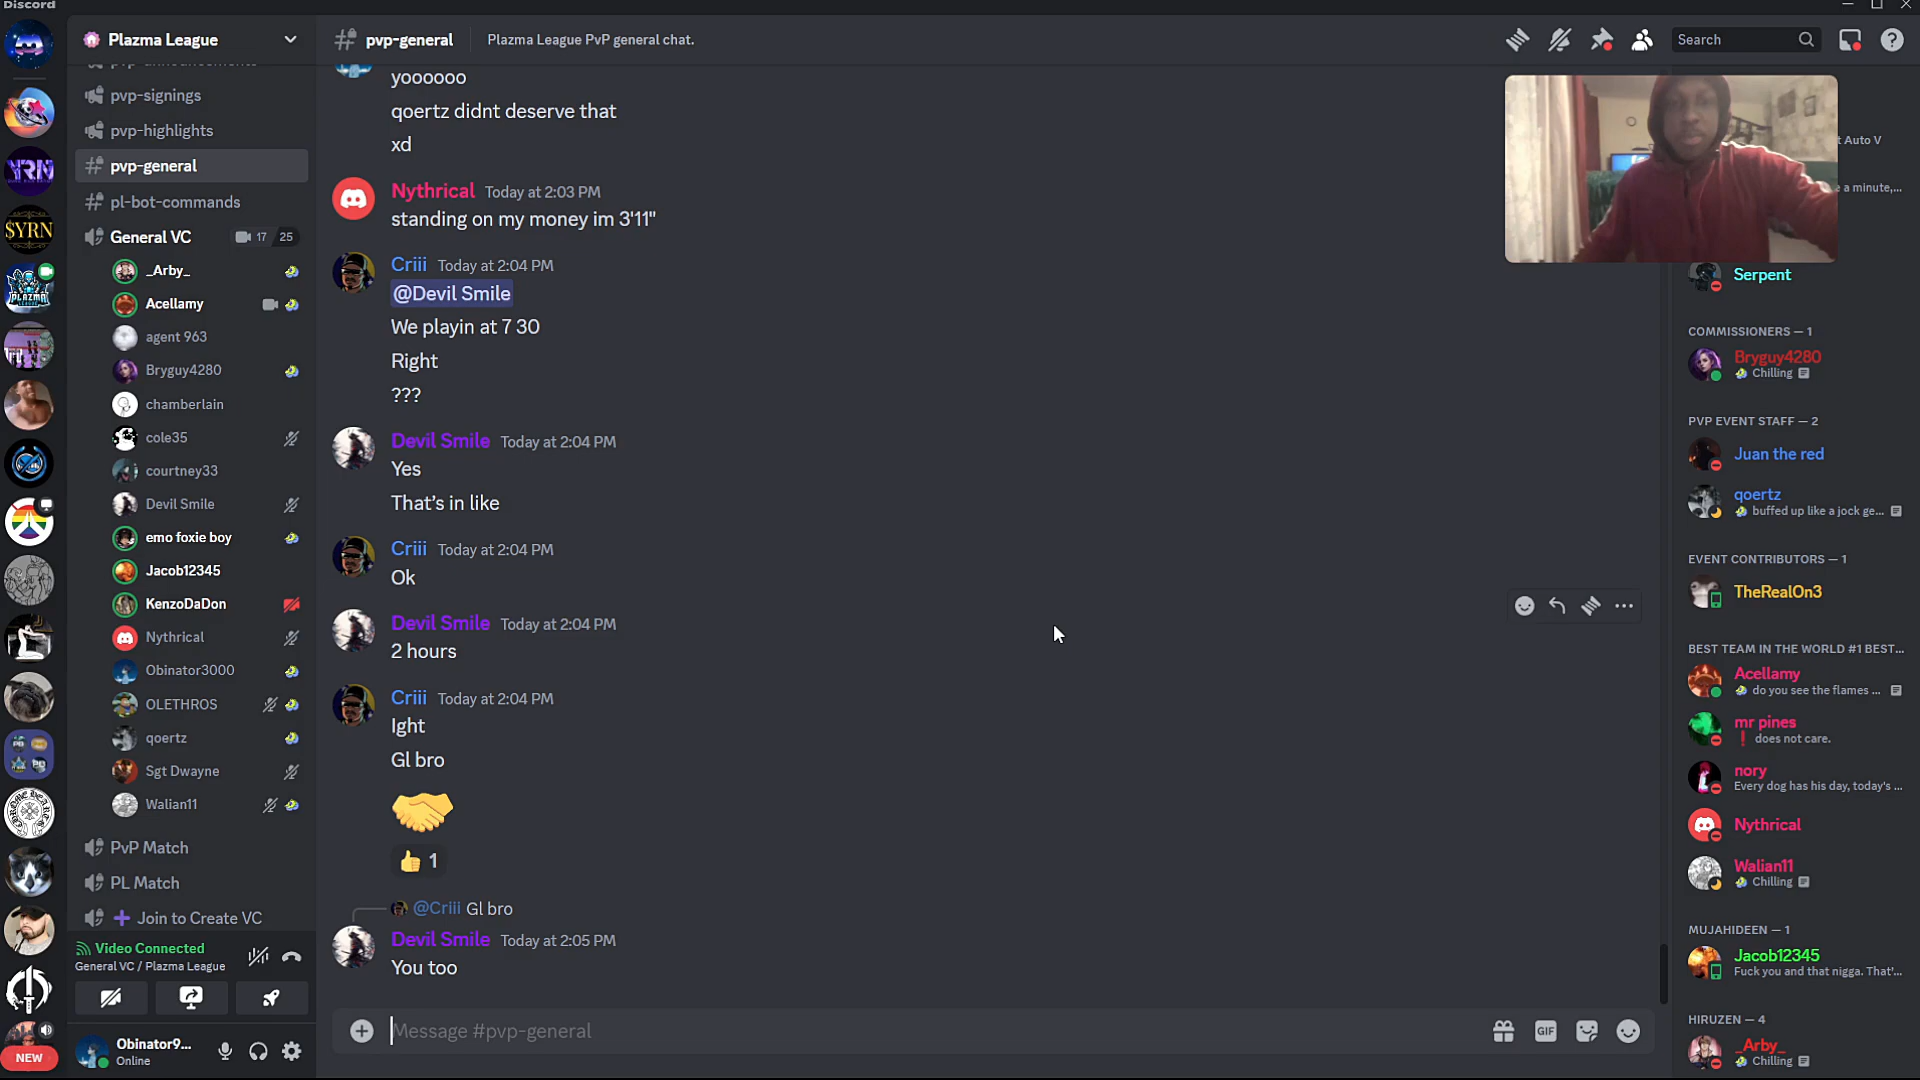 Discord
Plazma League
pvp-announcements
pvp-signings
pvp-highlights
pvp-general
pl-bot-commands
General VC 17 25
_Arby_
Acellamy
agent 963
Bryguy4280
chamberlain
cole35
courtney33
Devil Smile
emo foxie boy
Jacob12345
KenzoDaDon
Nythrical
Obinator3000
OLETHROS
qoertz
Sgt Dwayne
Walian11
PvP Match
PL Match
Join to Create VC
Video Connected
General VC / Plazma League
Obinator9...
Online
YRN
$YRN
PLAZMA
NEW
pvp-general Plazma League PvP general chat.
Search
yoooooo
qoertz didnt deserve that
xd
Nythrical Today at 2:03 PM
standing on my money im 3'11"
Criii Today at 2:04 PM
@Devil Smile
We playin at 7 30
Right
???
Devil Smile Today at 2:04 PM
Yes
That's in like
Criii Today at 2:04 PM
Ok
Devil Smile Today at 2:04 PM
2 hours
Criii Today at 2:04 PM
Ight
Gl bro
1
@Criii Gl bro
Devil Smile Today at 2:05 PM
You too
Message #pvp-general
GIF
t Auto V
e a minute,...
Serpent
COMMISSIONERS — 1
Bryguy4280
Chilling
PVP EVENT STAFF — 2
Juan the red
qoertz
buffed up like a jock ge...
EVENT CONTRIBUTORS — 1
TheRealOn3
BEST TEAM IN THE WORLD #1 BEST...
Acellamy
do you see the flames ...
mr pines
does not care.
nory
Every dog has his day, today's ...
Nythrical
Walian11
Chilling
MUJAHIDEEN — 1
Jacob12345
Fuck you and that nigga. That'...
HIRUZEN — 4
_Arby_
Chilling